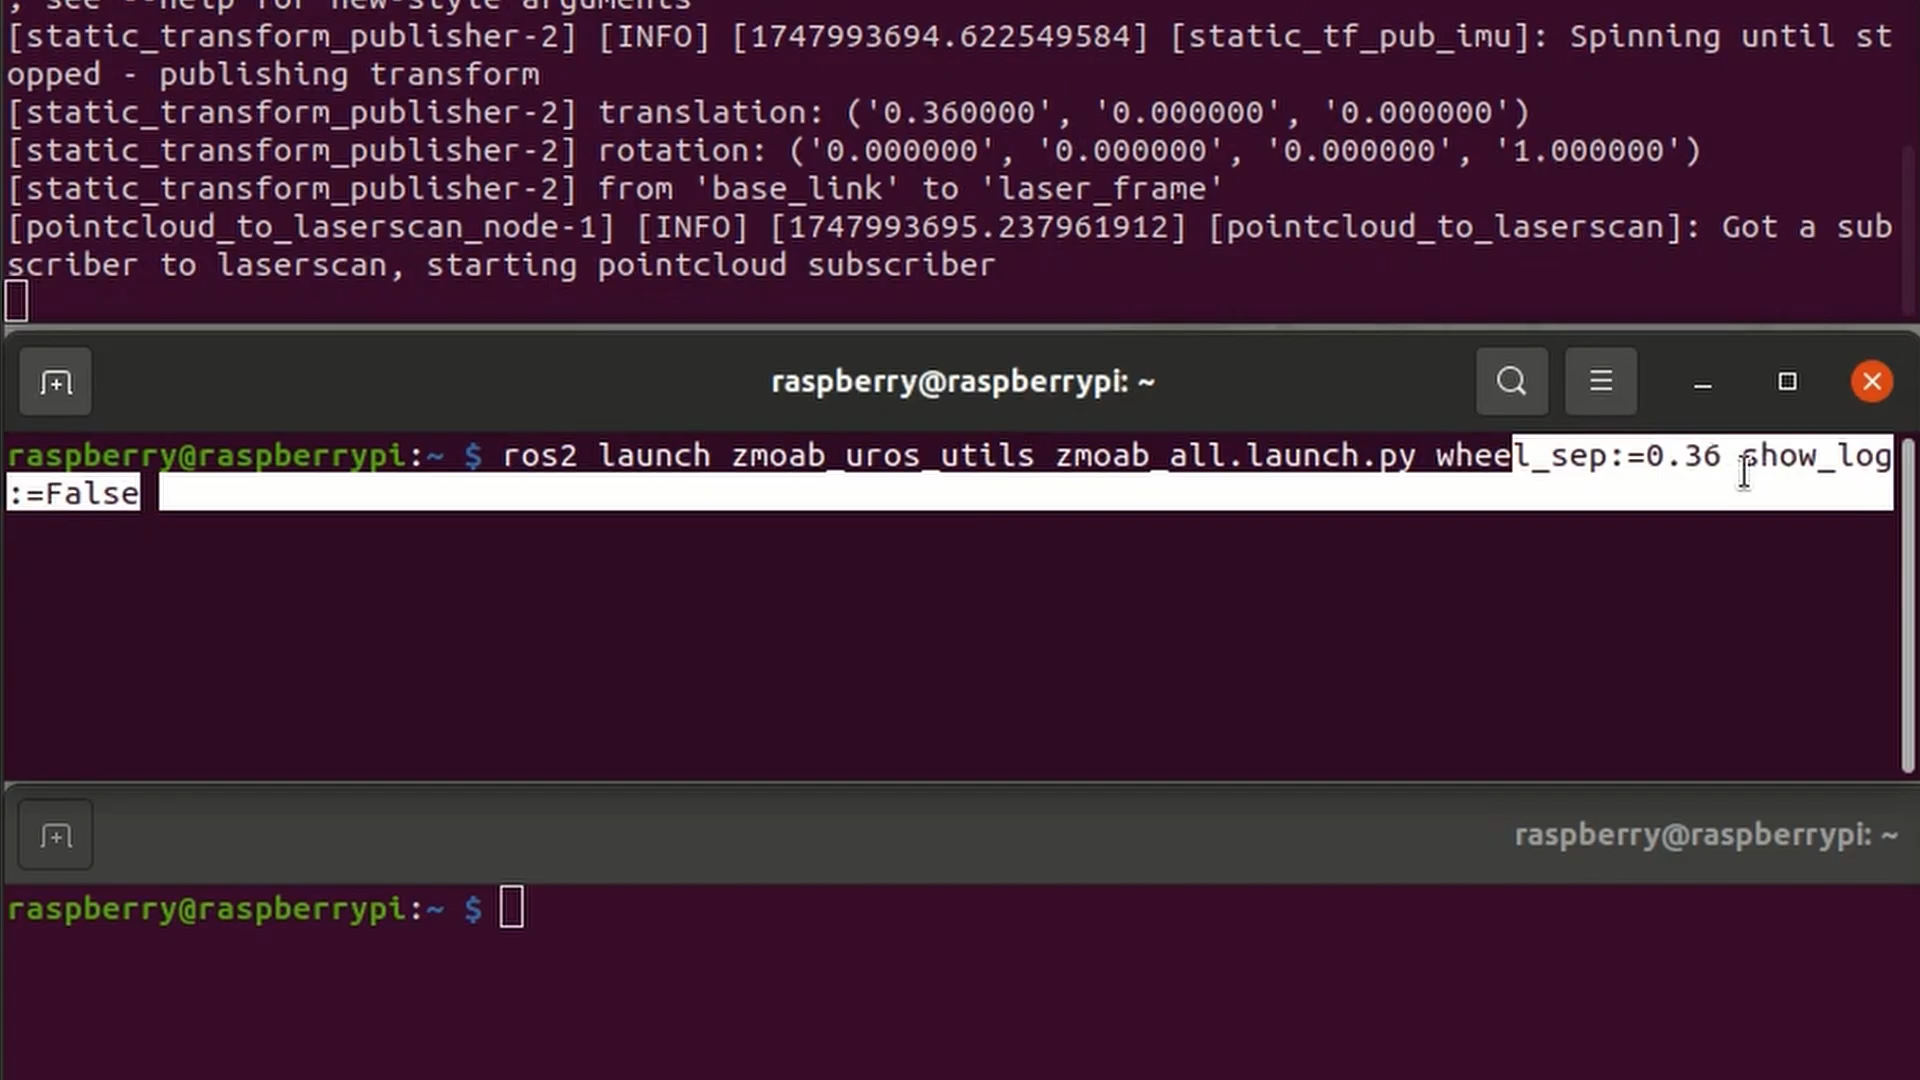 , see --help for new-style arguments
[static_transform_publisher-2] [INFO] [1747993694.622549584] [static_tf_pub_imu]: Spinning until st
opped - publishing transform
[static_transform_publisher-2] translation: ('0.360000', '0.000000', '0.000000')
[static_transform_publisher-2] rotation: ('0.000000', '0.000000', '0.000000', '1.000000')
[static_transform_publisher-2] from 'base_link' to 'laser_frame'
[pointcloud_to_laserscan_node-1] [INFO] [1747993695.237961912] [pointcloud_to_laserscan]: Got a sub
scriber to laserscan, starting pointcloud subscriber
raspberry@raspberrypi: ~
raspberry@raspberrypi:~ $ ros2 launch zmoab_uros_utils zmoab_all.launch.py wheel_sep:=0.36 show_log
:=False
raspberry@raspberrypi: ~
raspberry@raspberrypi:~ $